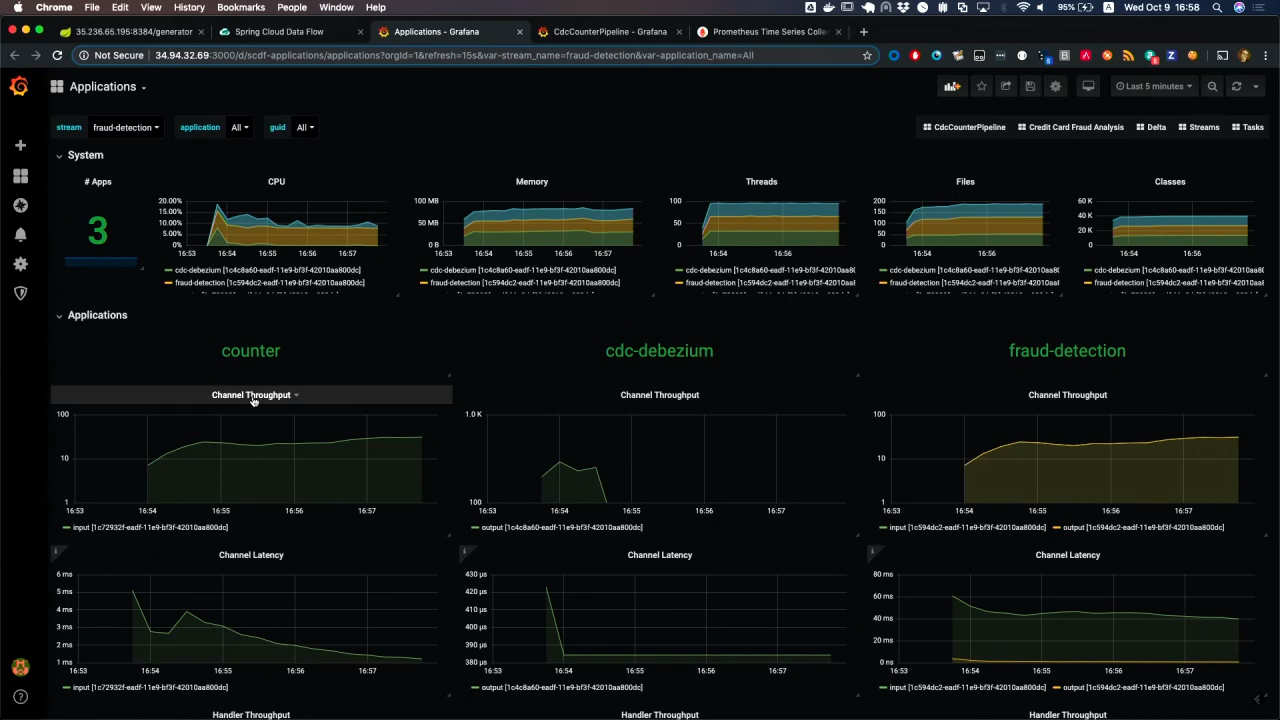 Chrome File Edit View History Bookmarks People Window Help 95% Wed Oct 9 16:58
35.236.65.195:8384/generator Spring Cloud Data Flow Applications - Grafana CdcCounterPipeline - Grafana Prometheus Time Series Colle
Not Secure 34.94.32.69:3000/d/scdf-applications/applications?orgId=1&refresh=15s&var-stream_name=fraud-detection&var-application_name=All
Applications Last 5 minutes
stream fraud-detection application All guid All CdcCounterPipeline Credit Card Fraud Analysis Delta Streams Tasks
System
# Apps CPU Memory Threads Files Classes
3
20.00% 15.00% 10.00% 5.00% 0%
16:53 16:54 16:55 16:56 16:57
100 MB 50 MB 0 B
16:53 16:54 16:55 16:56 16:57
100 50 0
16:54 16:56
200 150 100 50 0
16:54 16:56
60 K 40 K 20 K 0
16:54 16:56
cdc-debezium [1c4c8a60-eadf-11e9-bf3f-42010aa800dc] cdc-debezium [1c4c8a60-eadf-11e9-bf3f-42010aa800dc] cdc-debezium [1c4c8a60-eadf-11e9-bf3f-42010aa8( cdc-debezium [1c4c8a60-eadf-11e9-bf3f-42010aa8( cdc-debezium [1c4c8a60-eadf-11e9-bf3f-42010aa8(
fraud-detection [1c594dc2-eadf-11e9-bf3f-42010aa800dc] fraud-detection [1c594dc2-eadf-11e9-bf3f-42010aa800dc] fraud-detection [1c594dc2-eadf-11e9-bf3f-42010aa8 fraud-detection [1c594dc2-eadf-11e9-bf3f-42010aa8 fraud-detection [1c594dc2-eadf-11e9-bf3f-42010aa8
Applications
counter cdc-debezium fraud-detection
Channel Throughput Channel Throughput Channel Throughput
100 10 1
16:53 16:54 16:55 16:56 16:57
input [1c72932f-eadf-11e9-bf3f-42010aa800dc]
1.0 K 100
16:53 16:54 16:55 16:56 16:57
output [1c4c8a60-eadf-11e9-bf3f-42010aa800dc]
100 10 1
16:53 16:54 16:55 16:56 16:57
input [1c594dc2-eadf-11e9-bf3f-42010aa800dc] output [1c594dc2-eadf-11e9-bf3f-42010aa800dc]
Channel Latency Channel Latency Channel Latency
6 ms 5 ms 4 ms 3 ms 2 ms 1 ms
16:53 16:54 16:55 16:56 16:57
input [1c72932f-eadf-11e9-bf3f-42010aa800dc]
430 µs 420 µs 410 µs 400 µs 390 µs 380 µs
16:53 16:54 16:55 16:56 16:57
output [1c4c8a60-eadf-11e9-bf3f-42010aa800dc]
80 ms 60 ms 40 ms 20 ms 0 ns
16:53 16:54 16:55 16:56 16:57
input [1c594dc2-eadf-11e9-bf3f-42010aa800dc] output [1c594dc2-eadf-11e9-bf3f-42010aa800dc]
Handler Throughput Handler Throughput Handler Throughput